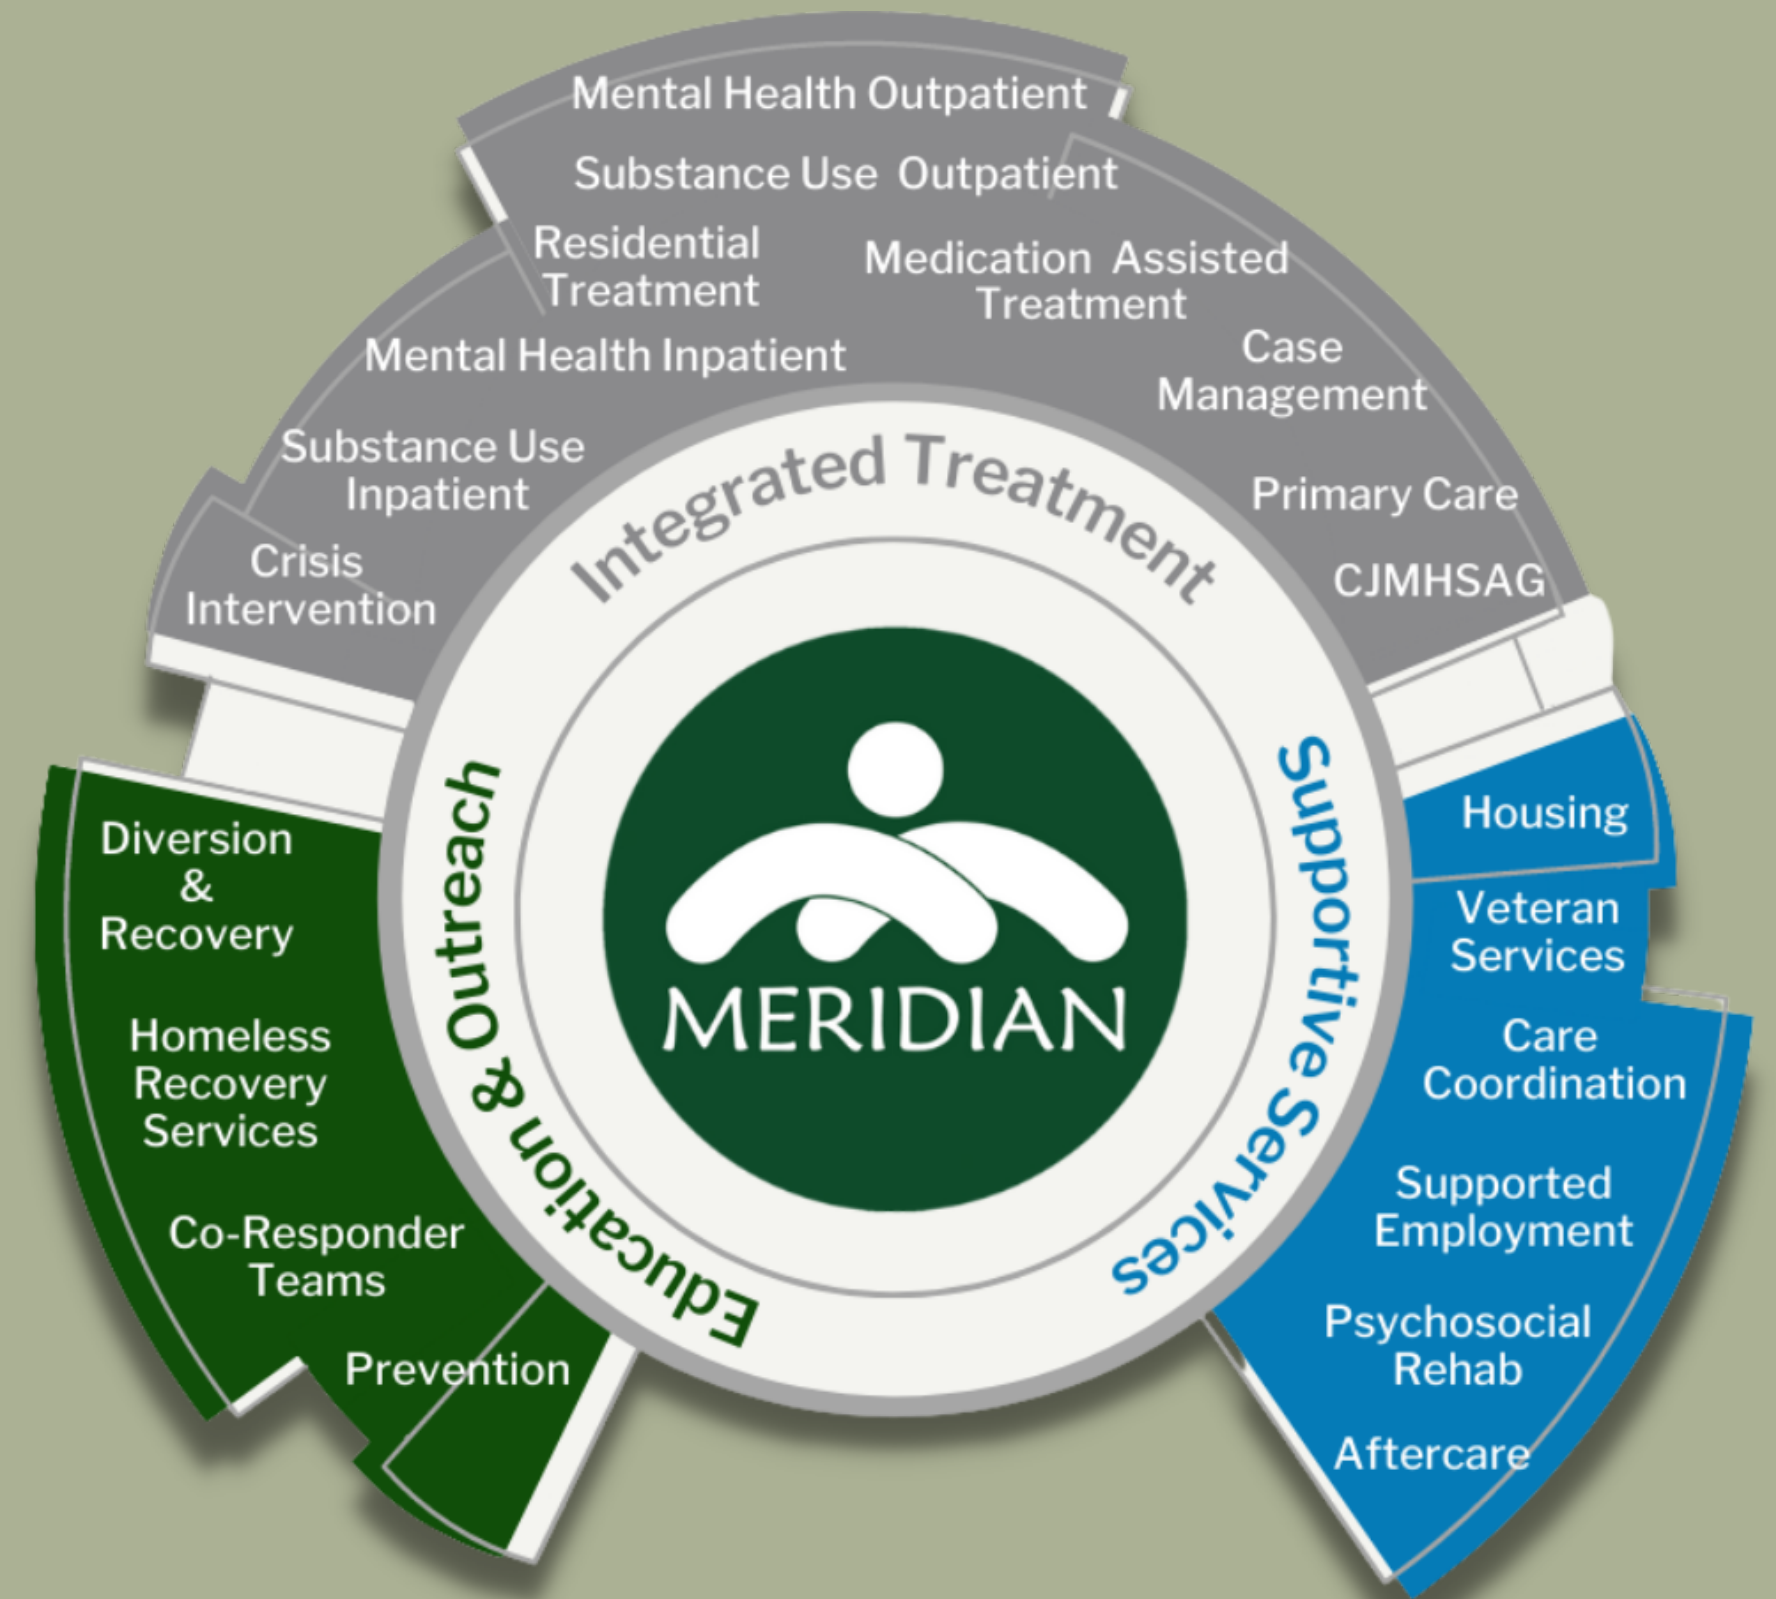 Mental Health Outpatient
Substance Use Outpatient
Residential
Treatment
Medication Assisted
Treatment
Mental Health Inpatient
Case
Management
Substance Use
Inpatient
Primary Care
Crisis
Intervention
CJMHSAG
Integrated Treatment
Education & Outreach
Supportive Services
MERIDIAN
Diversion
&
Recovery
Homeless
Recovery
Services
Co-Responder
Teams
Prevention
Housing
Veteran
Services
Care
Coordination
Supported
Employment
Psychosocial
Rehab
Aftercare